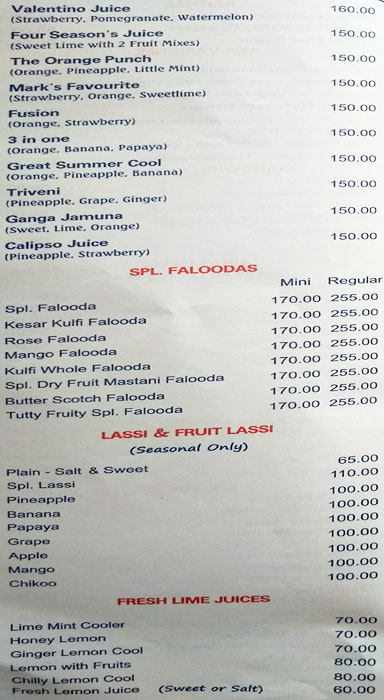 Valentino Juice 160.00
(Strawberry, Pomegranate, Watermelon)
Four Season's Juice 150.00
(Sweet Lime with 2 Fruit Mixes)
The Orange Punch 150.00
(Orange, Pineapple, Little Mint)
Mark's Favourite 150.00
(Strawberry, Orange, Sweetlime)
Fusion 150.00
(Orange, Strawberry)
3 in one 150.00
(Orange, Banana, Papaya)
Great Summer Cool 150.00
(Orange, Pineapple, Banana)
Triveni 150.00
(Pineapple, Grape, Ginger)
Ganga Jamuna 150.00
(Sweet, Lime, Orange)
Calipso Juice 150.00
(Pineapple, Strawberry)
SPL. FALOODAS
Mini Regular
Spl. Falooda 170.00 255.00
Kesar Kulfi Falooda 170.00 255.00
Rose Falooda 170.00 255.00
Mango Falooda 170.00 255.00
Kulfi Whole Falooda 170.00 255.00
Spl. Dry Fruit Mastani Falooda 170.00 255.00
Butter Scotch Falooda 170.00 255.00
Tutty Fruity Spl. Falooda 170.00 255.00
LASSI & FRUIT LASSI
(Seasonal Only)
Plain - Salt & Sweet 65.00
Spl. Lassi 110.00
Pineapple 100.00
Banana 100.00
Papaya 100.00
Grape 100.00
Apple 100.00
Mango 100.00
Chikoo 100.00
FRESH LIME JUICES
Lime Mint Cooler 70.00
Honey Lemon 70.00
Ginger Lemon Cool 70.00
Lemon with Fruits 80.00
Chilly Lemon Cool 80.00
Fresh Lemon Juice (Sweet or Salt) 60.00